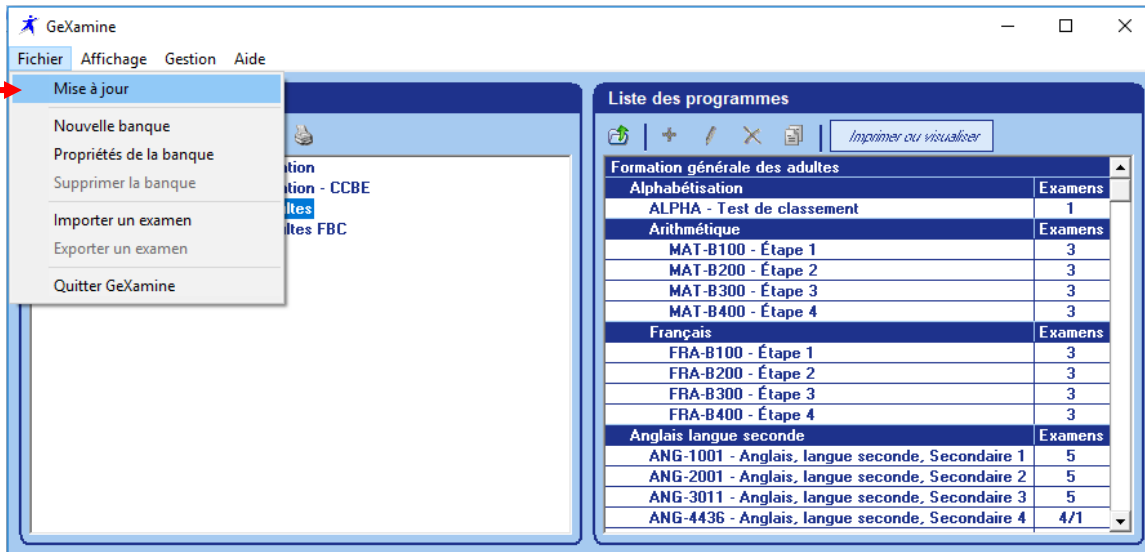 GeXamine
Fichier Affichage Gestion Aide
Mise à jour
Nouvelle banque
Propriétés de la banque
Supprimer la banque
Importer un examen
Exporter un examen
Quitter GeXamine
tion
tion - CCBE
ltes
ltes FBC
Liste des programmes
Imprimer ou visualiser
Formation générale des adultes
Alphabétisation Examens
ALPHA - Test de classement 1
Arithmétique Examens
MAT-B100 - Étape 1 3
MAT-B200 - Étape 2 3
MAT-B300 - Étape 3 3
MAT-B400 - Étape 4 3
Français Examens
FRA-B100 - Étape 1 3
FRA-B200 - Étape 2 3
FRA-B300 - Étape 3 3
FRA-B400 - Étape 4 3
Anglais langue seconde Examens
ANG-1001 - Anglais, langue seconde, Secondaire 1 5
ANG-2001 - Anglais, langue seconde, Secondaire 2 5
ANG-3011 - Anglais, langue seconde, Secondaire 3 5
ANG-4436 - Anglais, langue seconde, Secondaire 4 4/1